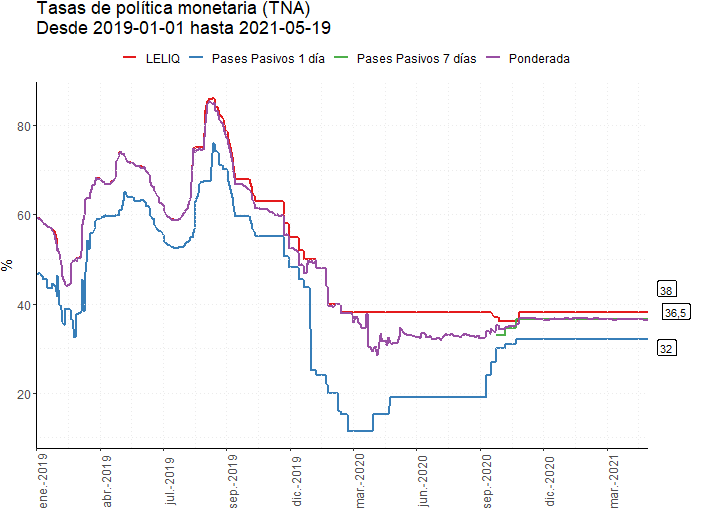 Tasas de política monetaria (TNA)
Desde 2019-01-01 hasta 2021-05-19
LELIQ Pases Pasivos 1 día Pases Pasivos 7 días Ponderada
%
80
60
40
20
38
36,5
32
ene.-2019
abr.-2019
jul.-2019
sep.-2019
dic.-2019
mar.-2020
jun.-2020
sep.-2020
dic.-2020
mar.-2021